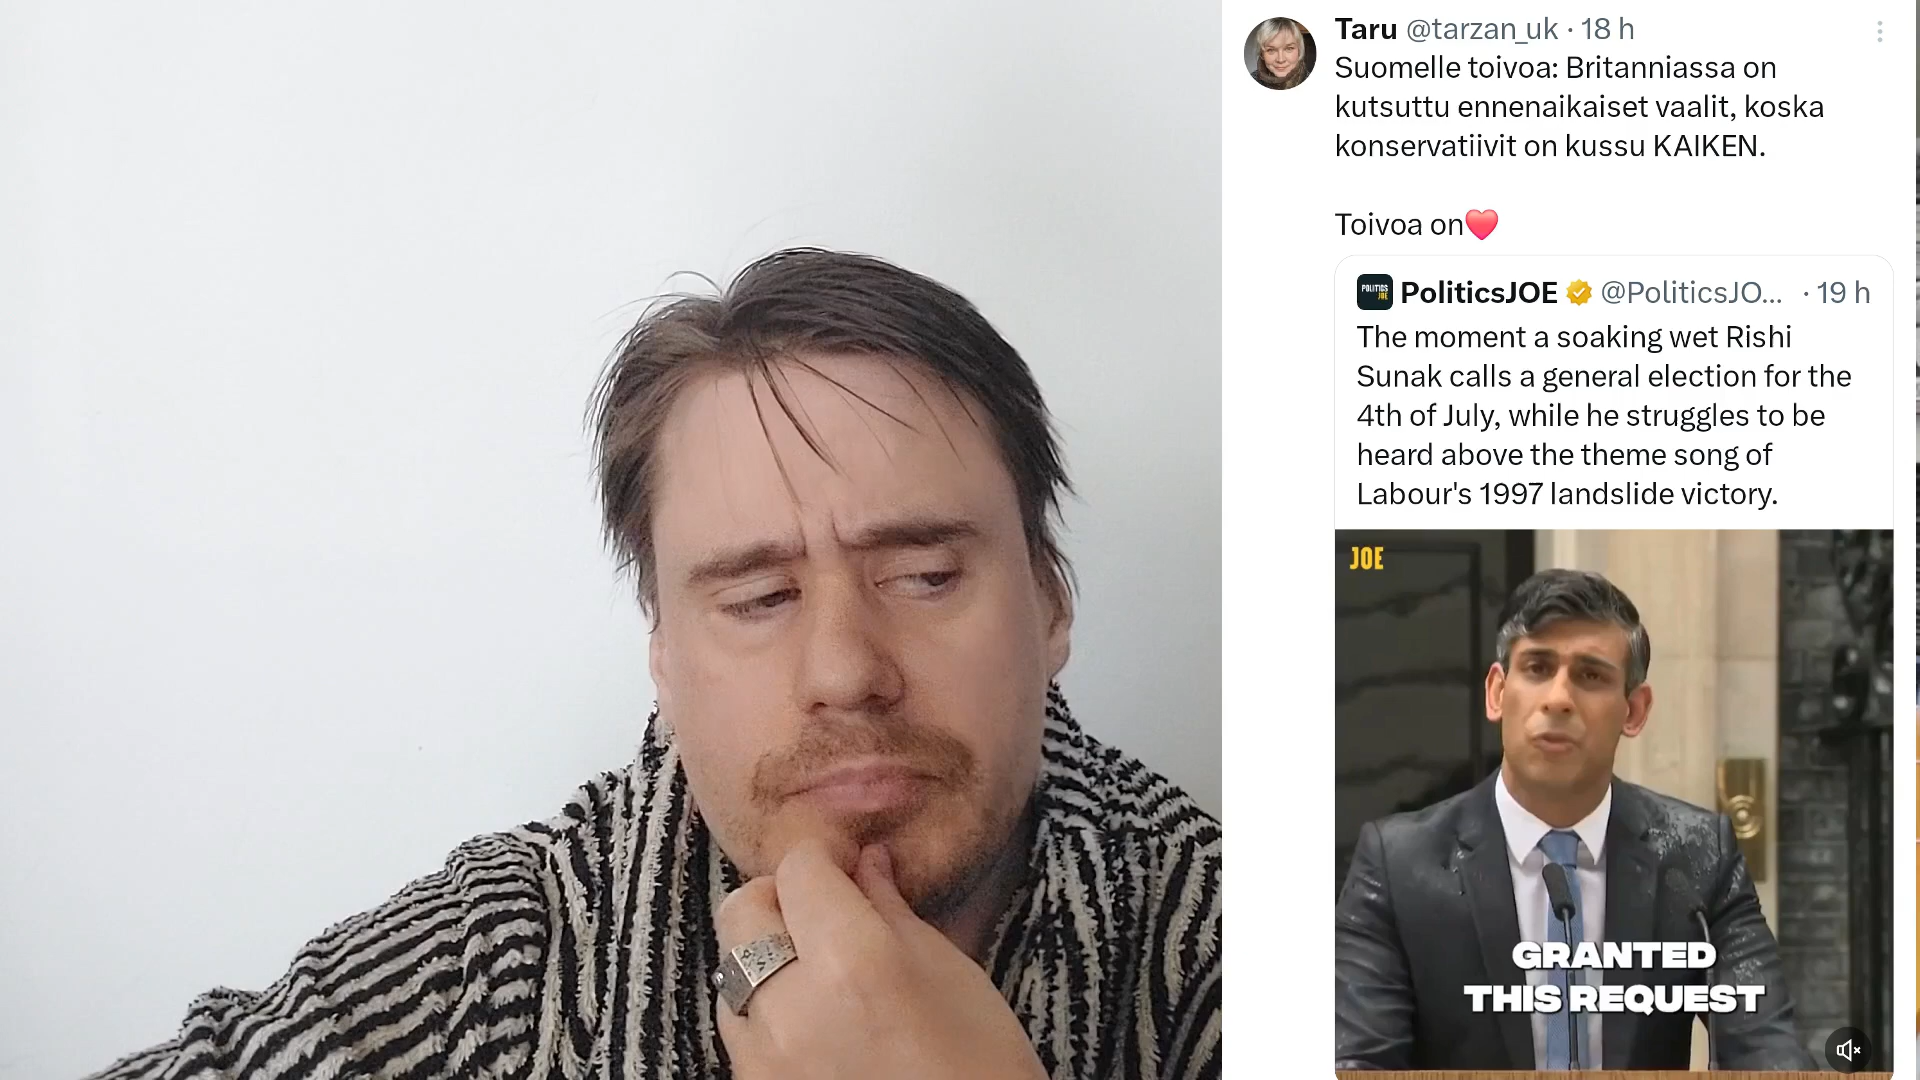 Taru @tarzan_uk · 18 h
Suomelle toivoa: Britanniassa on
kutsuttu ennenaikaiset vaalit, koska
konservatiivit on kussu KAIKEN.
Toivoa on❤️
POLITICS
JOE
PoliticsJOE @PoliticsJO... · 19 h
The moment a soaking wet Rishi
Sunak calls a general election for the
4th of July, while he struggles to be
heard above the theme song of
Labour's 1997 landslide victory.
JOE
GRANTED
THIS REQUEST